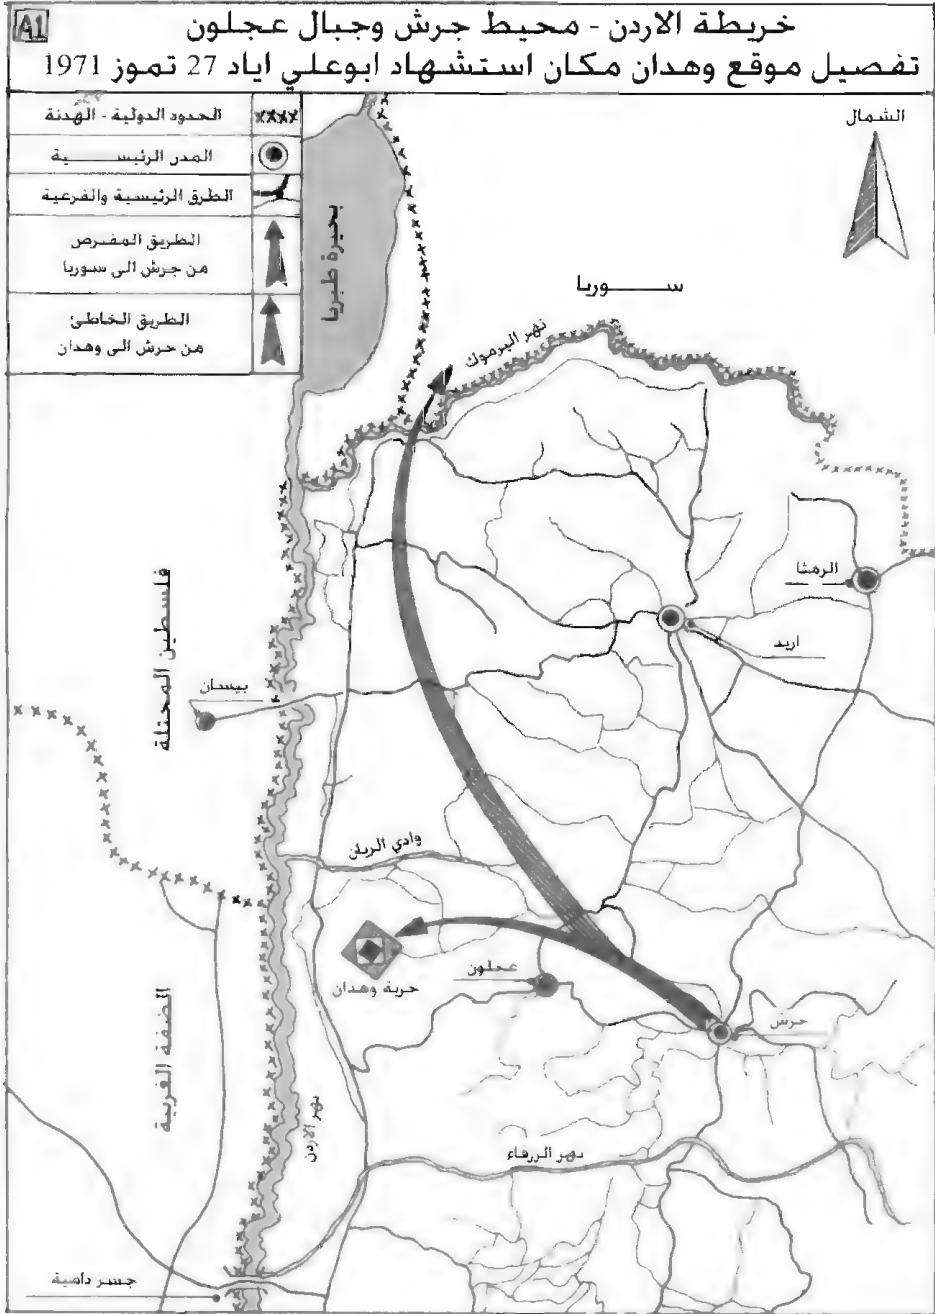 A1
خريطة الاردن - محيط جرش وجبال عجلون
تفصيل موقع وهدان مكان استشهاد ابوعلي اياد 27 تموز 1971
الحدود الدولية - الهدنة
المدن الرئيسـية
الطرق الرئيسية والفرعية
الطريق المفترض
من جرش الى سوريا
الطريق الخاطئ
من جرش الى وهدان
الشمال
بحيرة طبريا
ســوريا
نهر اليرموك
الرمثا
اربد
فلسطين المحتلة
بيسان
وادي الريان
عجلون
خربة وهدان
جرش
الضفة الغربية
نهر الاردن
نهر الزرقاء
جسر دامية